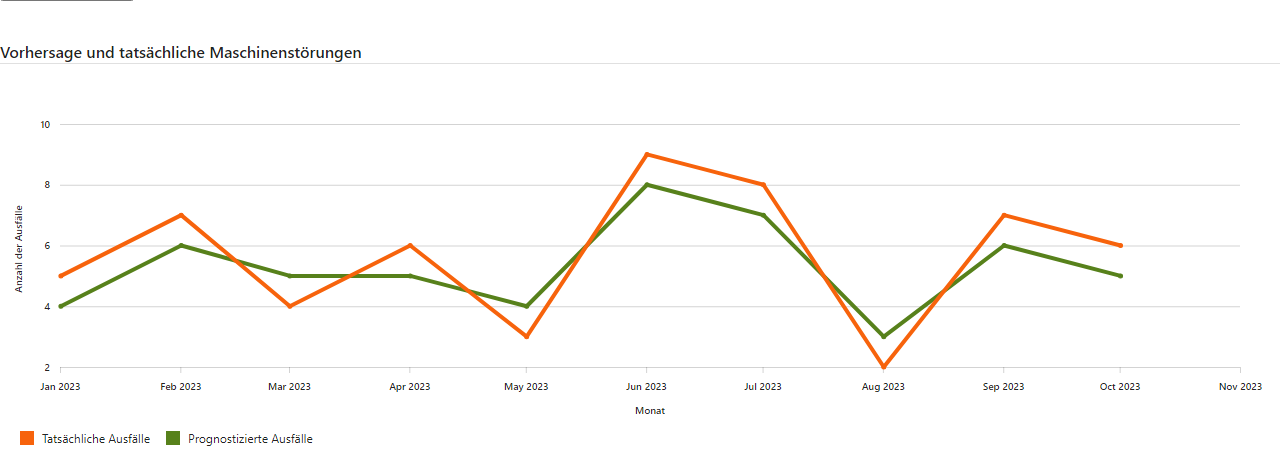 Vorhersage und tatsächliche Maschinenstörungen
10
8
6
4
2
Anzahl der Ausfälle
Jan 2023 Feb 2023 Mar 2023 Apr 2023 May 2023 Jun 2023 Jul 2023 Aug 2023 Sep 2023 Oct 2023 Nov 2023
Monat
Tatsächliche Ausfälle Prognostizierte Ausfälle